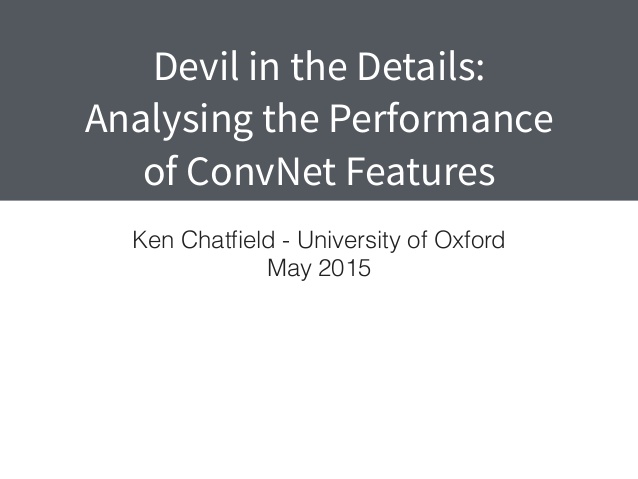 Devil in the Details:
Analysing the Performance
of ConvNet Features
Ken Chatfield - University of Oxford
May 2015